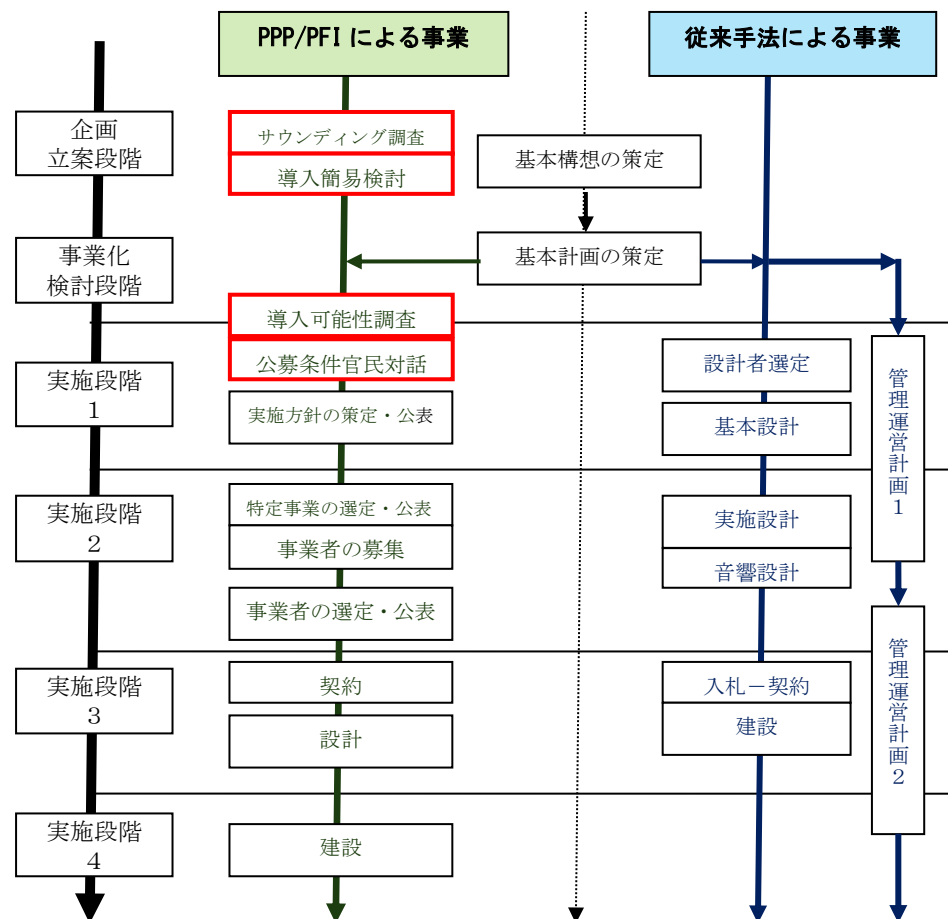 PPP/PFI による事業
従来手法による事業
企画
立案段階
サウンディング調査
導入簡易検討
基本構想の策定
事業化
検討段階
基本計画の策定
導入可能性調査
公募条件官民対話
実施段階
1
実施方針の策定・公表
設計者選定
基本設計
管理運営計画1
実施段階
2
特定事業の選定・公表
事業者の募集
事業者の選定・公表
実施設計
音響設計
管理運営計画2
実施段階
3
契約
設計
入札－契約
建設
実施段階
4
建設